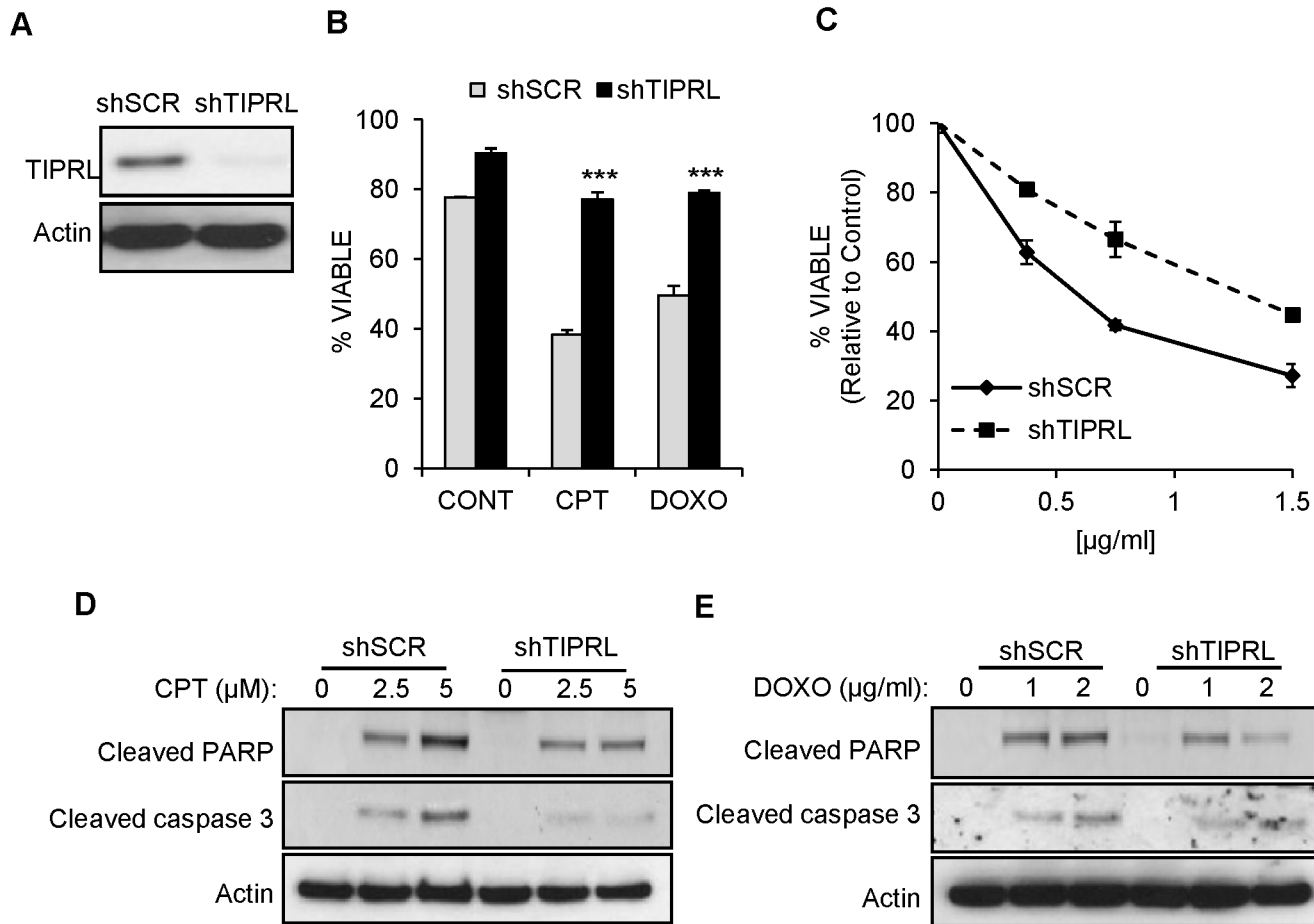 A
shSCR shTIPRL
TIPRL
Actin
B
shSCR shTIPRL
% VIABLE
100
80
60
40
20
0
***
***
CONT CPT DOXO
C
% VIABLE
(Relative to Control)
100
80
60
40
20
0
shSCR
shTIPRL
0 0.5 1 1.5
[µg/ml]
D
shSCR shTIPRL
CPT (µM): 0 2.5 5 0 2.5 5
Cleaved PARP
Cleaved caspase 3
Actin
E
shSCR shTIPRL
DOXO (µg/ml): 0 1 2 0 1 2
Cleaved PARP
Cleaved caspase 3
Actin